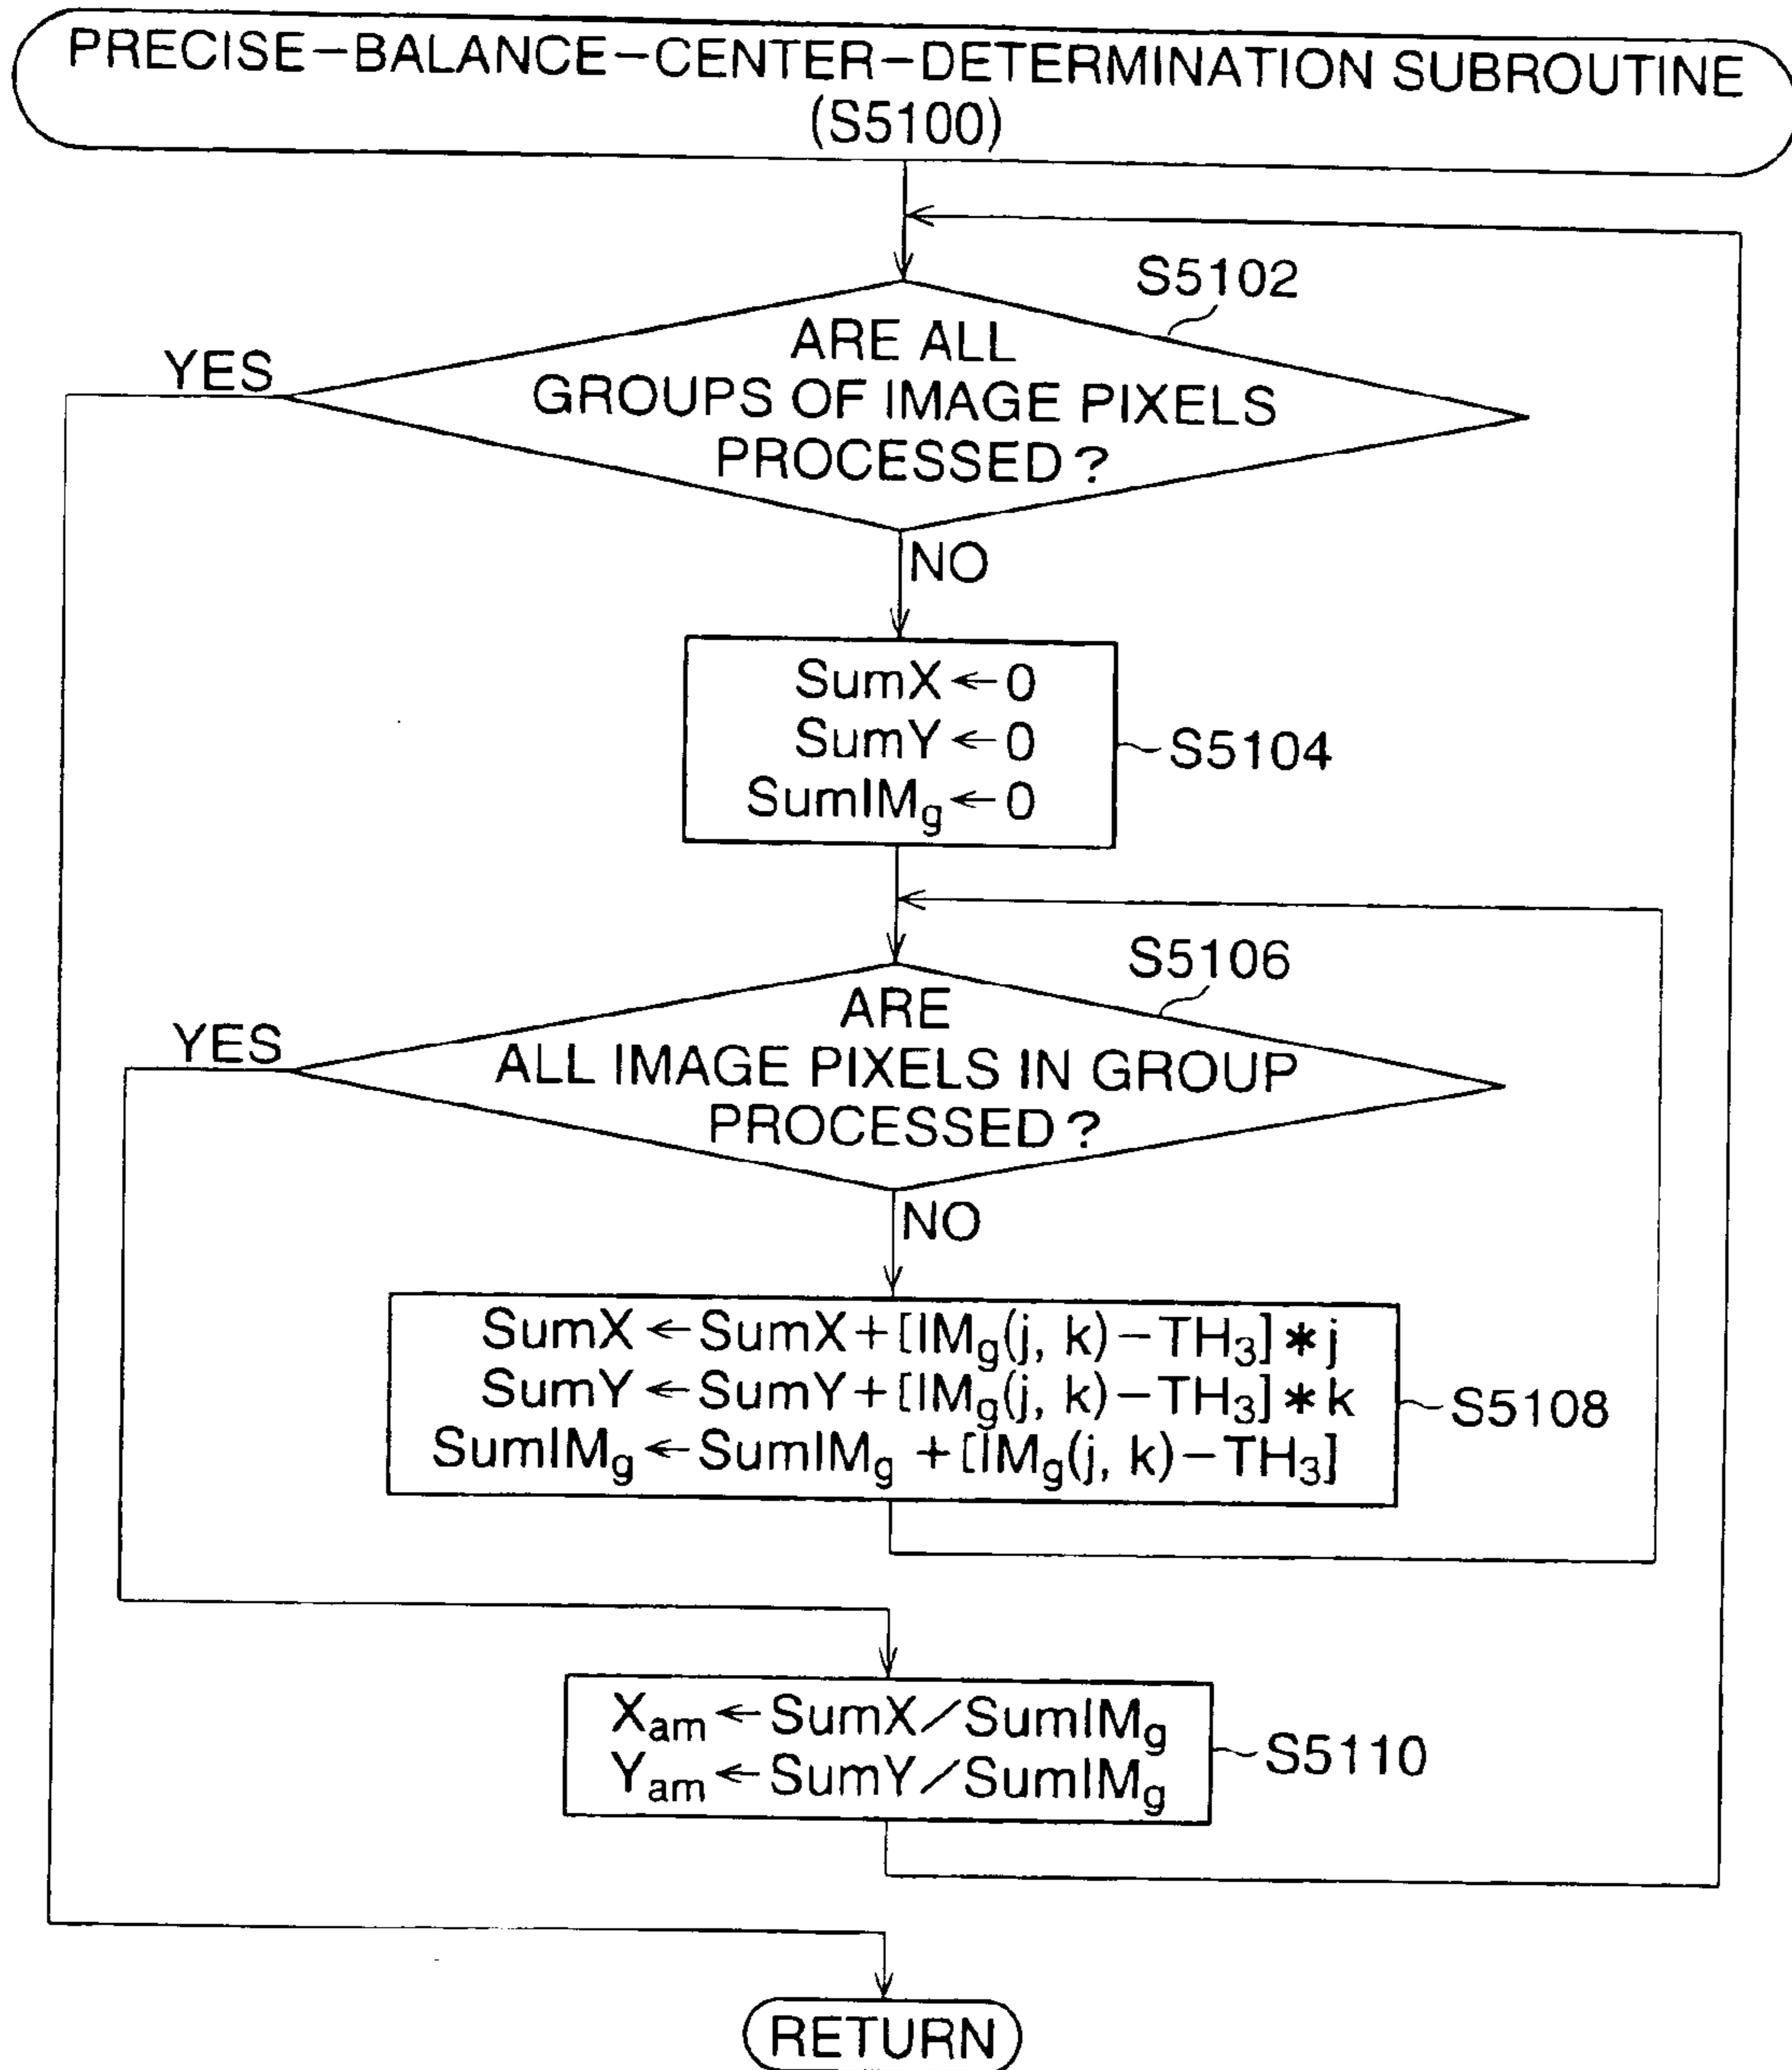 PRECISE-BALANCE-CENTER-DETERMINATION SUBROUTINE
(S5100)
S5102
YES
ARE ALL
GROUPS OF IMAGE PIXELS
PROCESSED?
NO
SumX←0
SumY←0
SumIMg←0
S5104
S5106
YES
ARE
ALL IMAGE PIXELS IN GROUP
PROCESSED?
NO
SumX←SumX+[IMg(j, k)-TH3]*j
SumY←SumY+[IMg(j, k)-TH3]*k
SumIMg←SumIMg+[IMg(j, k)-TH3]
S5108
Xam←SumX/SumIMg
Yam←SumY/SumIMg
S5110
RETURN